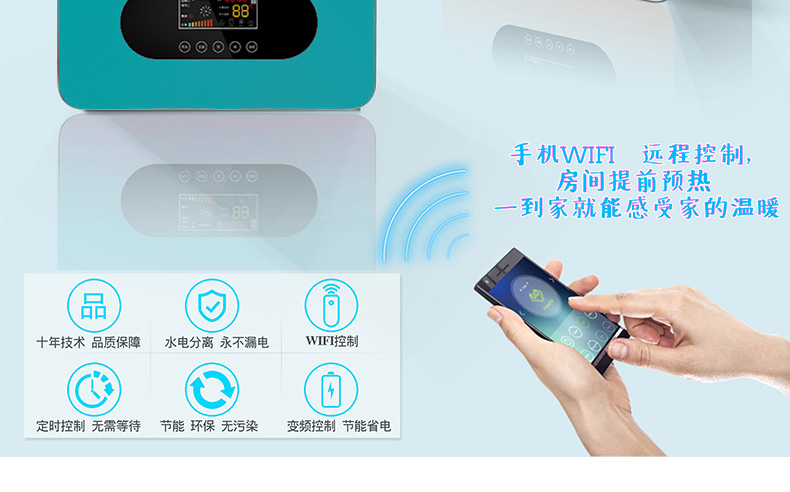 88
手机WIFI 远程控制,
房间提前预热
一到家就能感受家的温暖
88
品
十年技术 品质保障
水电分离 永不漏电
WIFI控制
定时控制 无需等待
节能 环保 无污染
变频控制 节能省电